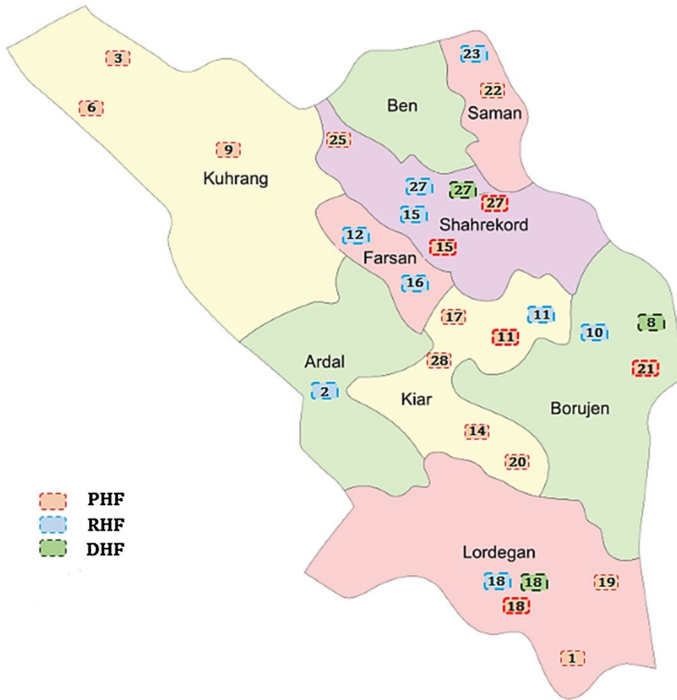 3
23
6
22
Ben
Saman
25
9
Kuhrang
27
27
27
15
Shahrekord
12
15
Farsan
16
17
11
11
10
8
28
21
Ardal
2
Kiar
Borujen
14
20
PHF
RHF
DHF
Lordegan
18
18
19
18
1